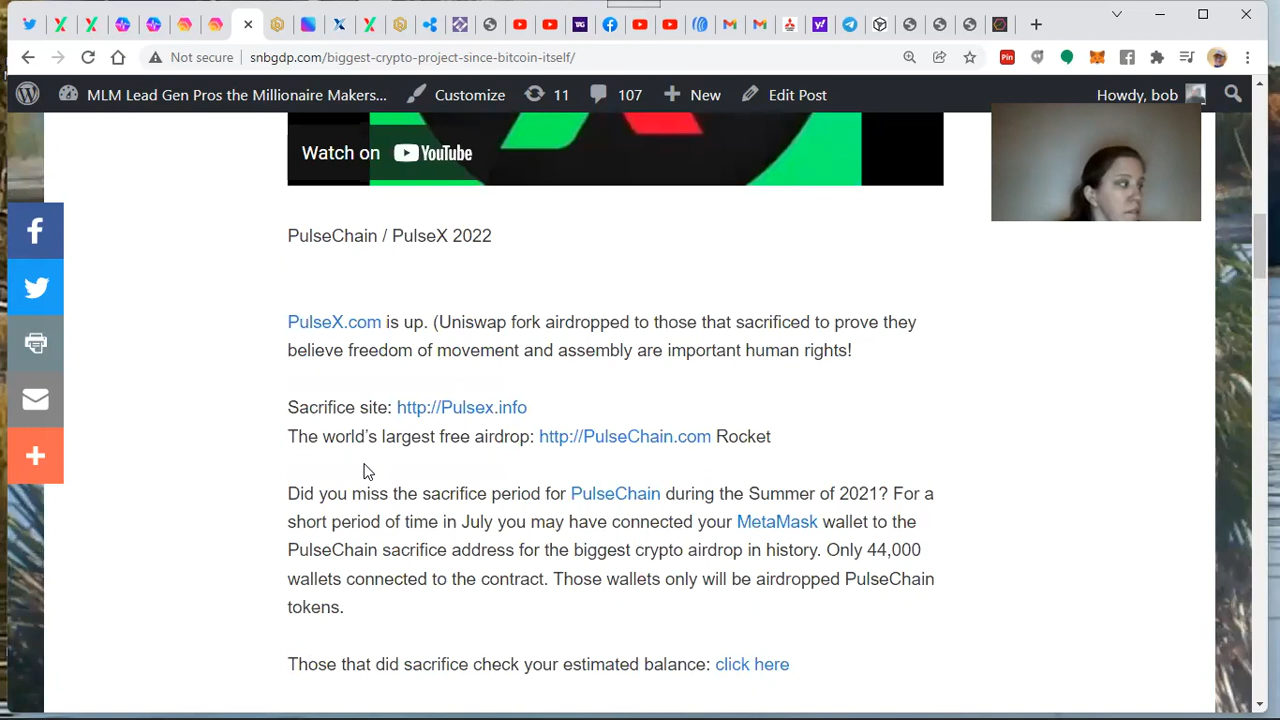 Not secure
snbgdp.com/biggest-crypto-project-since-bitcoin-itself/
Pin
MLM Lead Gen Pros the Millionaire Makers...
Customize
11
107
New
Edit Post
Howdy, bob
Watch on YouTube
PulseChain / PulseX 2022
PulseX.com is up. (Uniswap fork airdropped to those that sacrificed to prove they
believe freedom of movement and assembly are important human rights!
Sacrifice site: http://Pulsex.info
The world's largest free airdrop: http://PulseChain.com Rocket
Did you miss the sacrifice period for PulseChain during the Summer of 2021? For a
short period of time in July you may have connected your MetaMask wallet to the
PulseChain sacrifice address for the biggest crypto airdrop in history. Only 44,000
wallets connected to the contract. Those wallets only will be airdropped PulseChain
tokens.
Those that did sacrifice check your estimated balance: click here